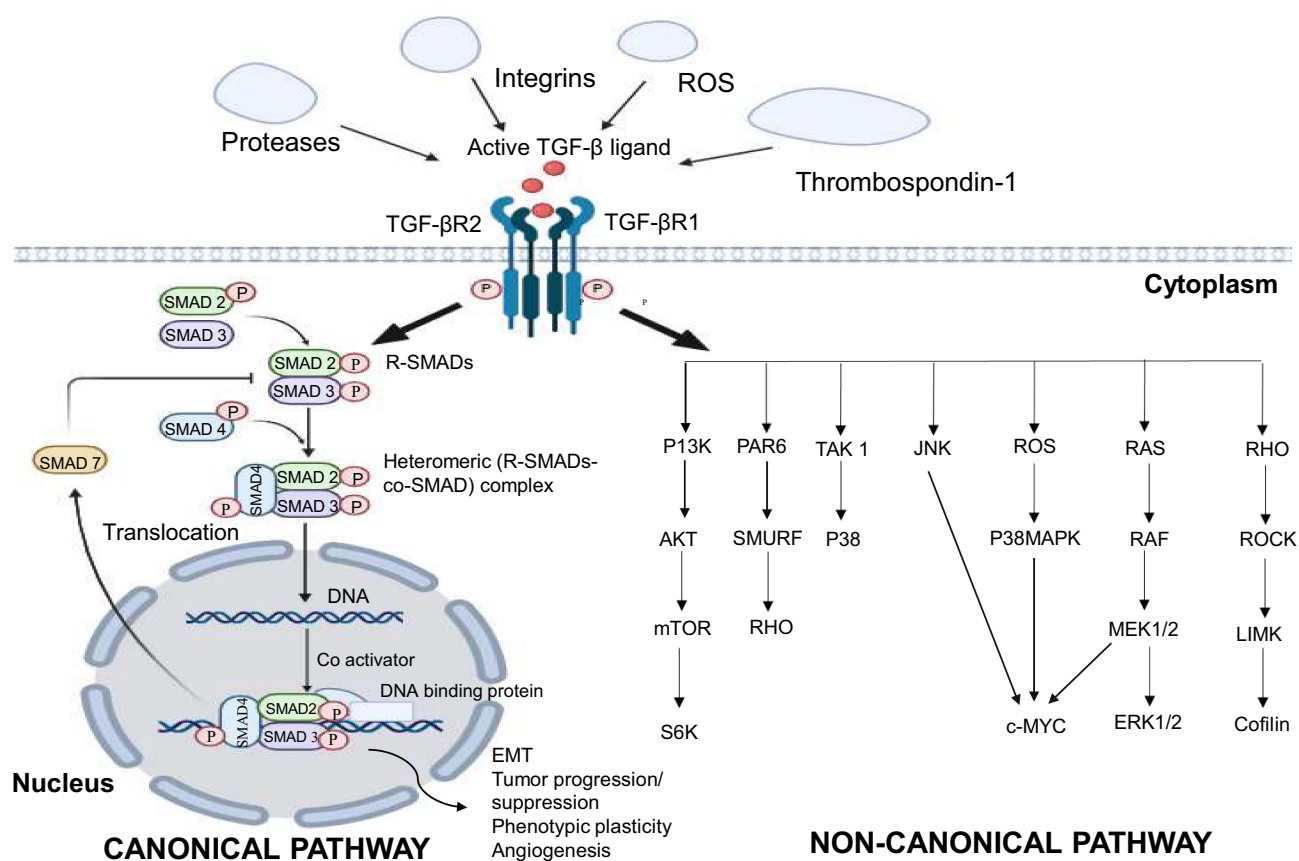 Integrins
ROS
Proteases
Active TGF-β ligand
Thrombospondin-1
TGF-βR2
TGF-βR1
Cytoplasm
P
P
P
P
SMAD 2
P
SMAD 3
SMAD 2
P
R-SMADs
SMAD 3
P
P
SMAD 4
SMAD 7
SMAD4
SMAD 2
P
SMAD 3
P
P
Heteromeric (R-SMADs-
co-SMAD) complex
Translocation
DNA
Co activator
DNA binding protein
SMAD4
SMAD2
P
SMAD 3
P
P
Nucleus
EMT
Tumor progression/
suppression
Phenotypic plasticity
Angiogenesis
CANONICAL PATHWAY
P13K
PAR6
TAK 1
JNK
ROS
RAS
RHO
AKT
SMURF
P38
P38MAPK
RAF
ROCK
mTOR
RHO
MEK1/2
LIMK
S6K
c-MYC
ERK1/2
Cofilin
NON-CANONICAL PATHWAY